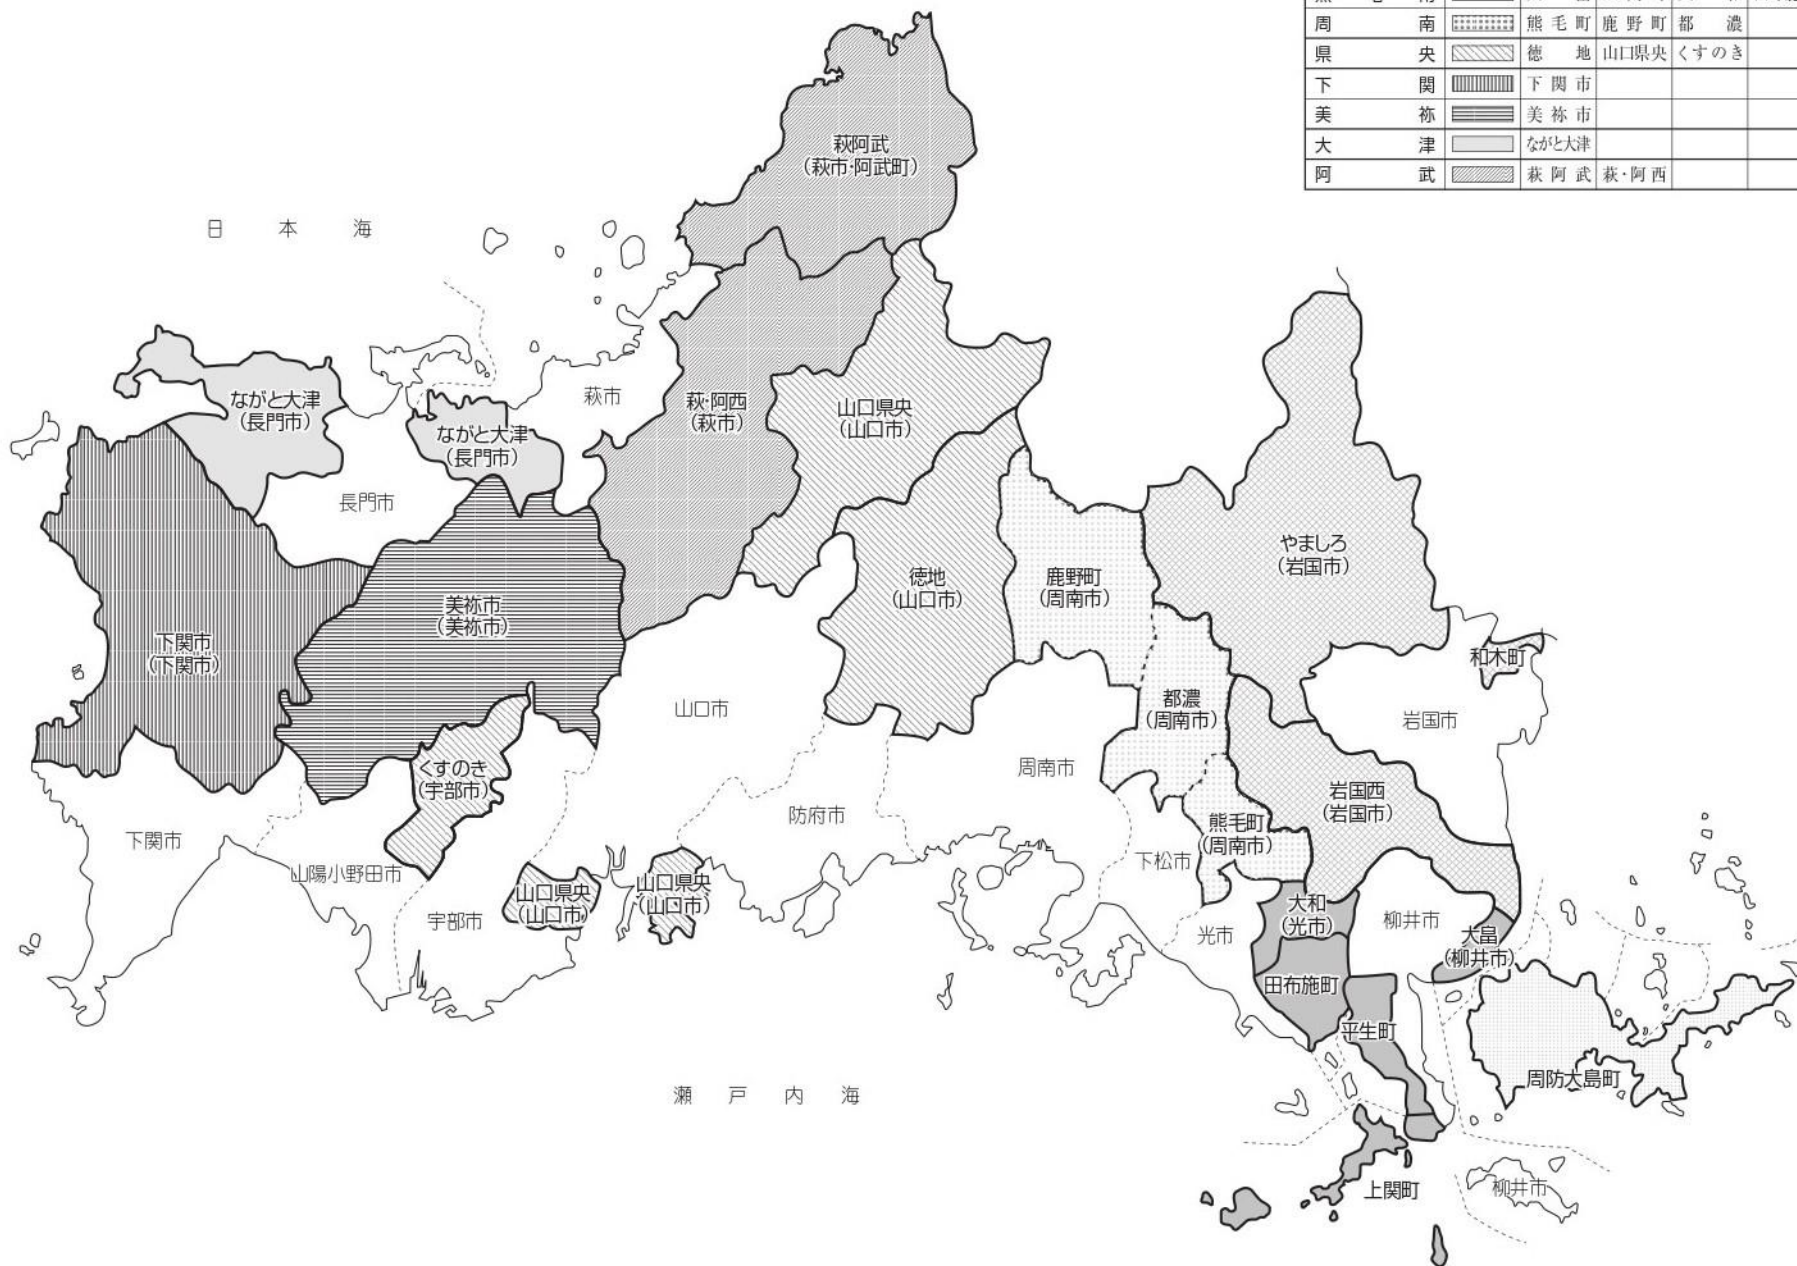 周南 熊毛町 鹿野町 都濃
県央 徳地 山口県央 くすのき
下関 下関市
美祢 美祢市
大津 ながと大津
阿武 萩阿武 萩・阿西
萩阿武
(萩市・阿武町)
日本海
萩市
萩・阿西
(萩市)
山口県央
(山口市)
ながと大津
(長門市)
ながと大津
(長門市)
長門市
やましろ
(岩国市)
徳地
(山口市)
鹿野町
(周南市)
美祢市
(美祢市)
下関市
(下関市)
和木町
山口市
都濃
(周南市)
岩国市
くすのき
(宇部市)
周南市
岩国西
(岩国市)
防府市
熊毛町
(周南市)
下関市
下松市
山陽小野田市
山口県央
(山口市)
山口県央
(山口市)
宇部市
大和
(光市)
柳井市
光市
大畠
(柳井市)
田布施町
平生町
周防大島町
瀬戸内海
上関町
柳井市